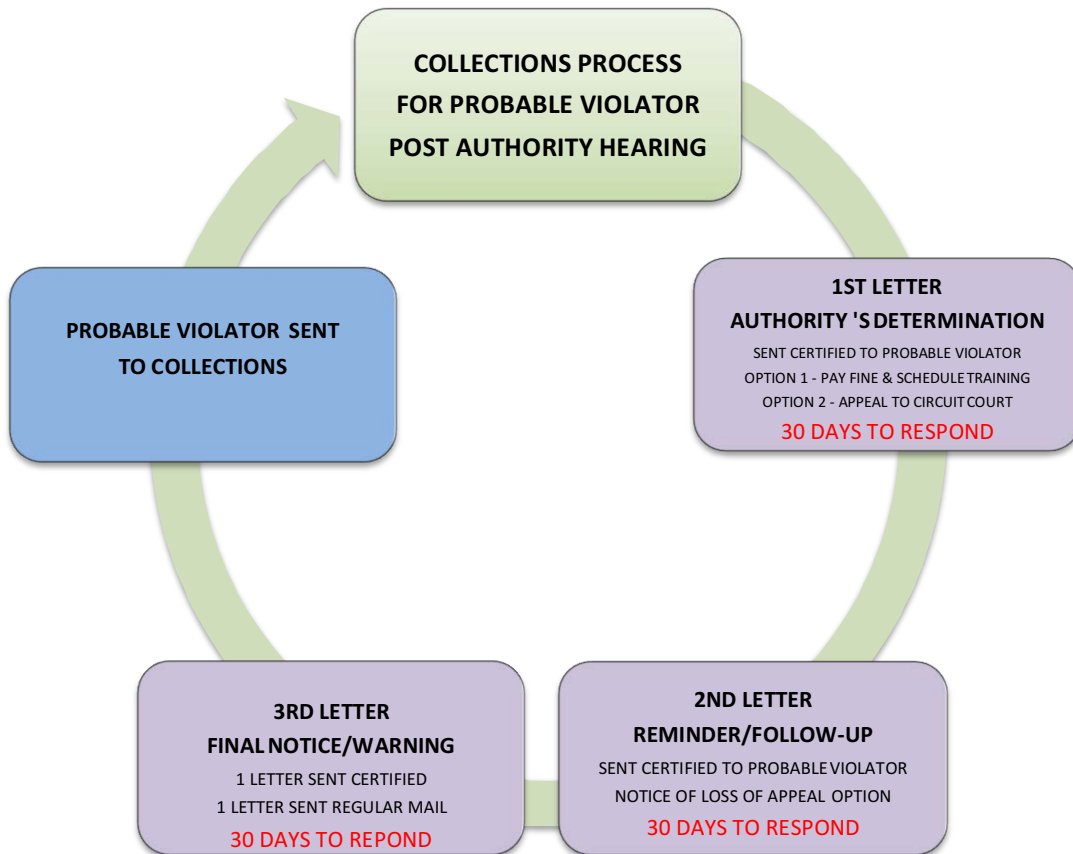 COLLECTIONS PROCESS
FOR PROBABLE VIOLATOR
POST AUTHORITY HEARING
1ST LETTER
AUTHORITY 'S DETERMINATION
SENT CERTIFIED TO PROBABLE VIOLATOR
OPTION 1 - PAY FINE & SCHEDULE TRAINING
OPTION 2 - APPEAL TO CIRCUIT COURT
30 DAYS TO RESPOND
2ND LETTER
REMINDER/FOLLOW-UP
SENT CERTIFIED TO PROBABLE VIOLATOR
NOTICE OF LOSS OF APPEAL OPTION
30 DAYS TO RESPOND
3RD LETTER
FINAL NOTICE/WARNING
1 LETTER SENT CERTIFIED
1 LETTER SENT REGULAR MAIL
30 DAYS TO REPOND
PROBABLE VIOLATOR SENT
TO COLLECTIONS